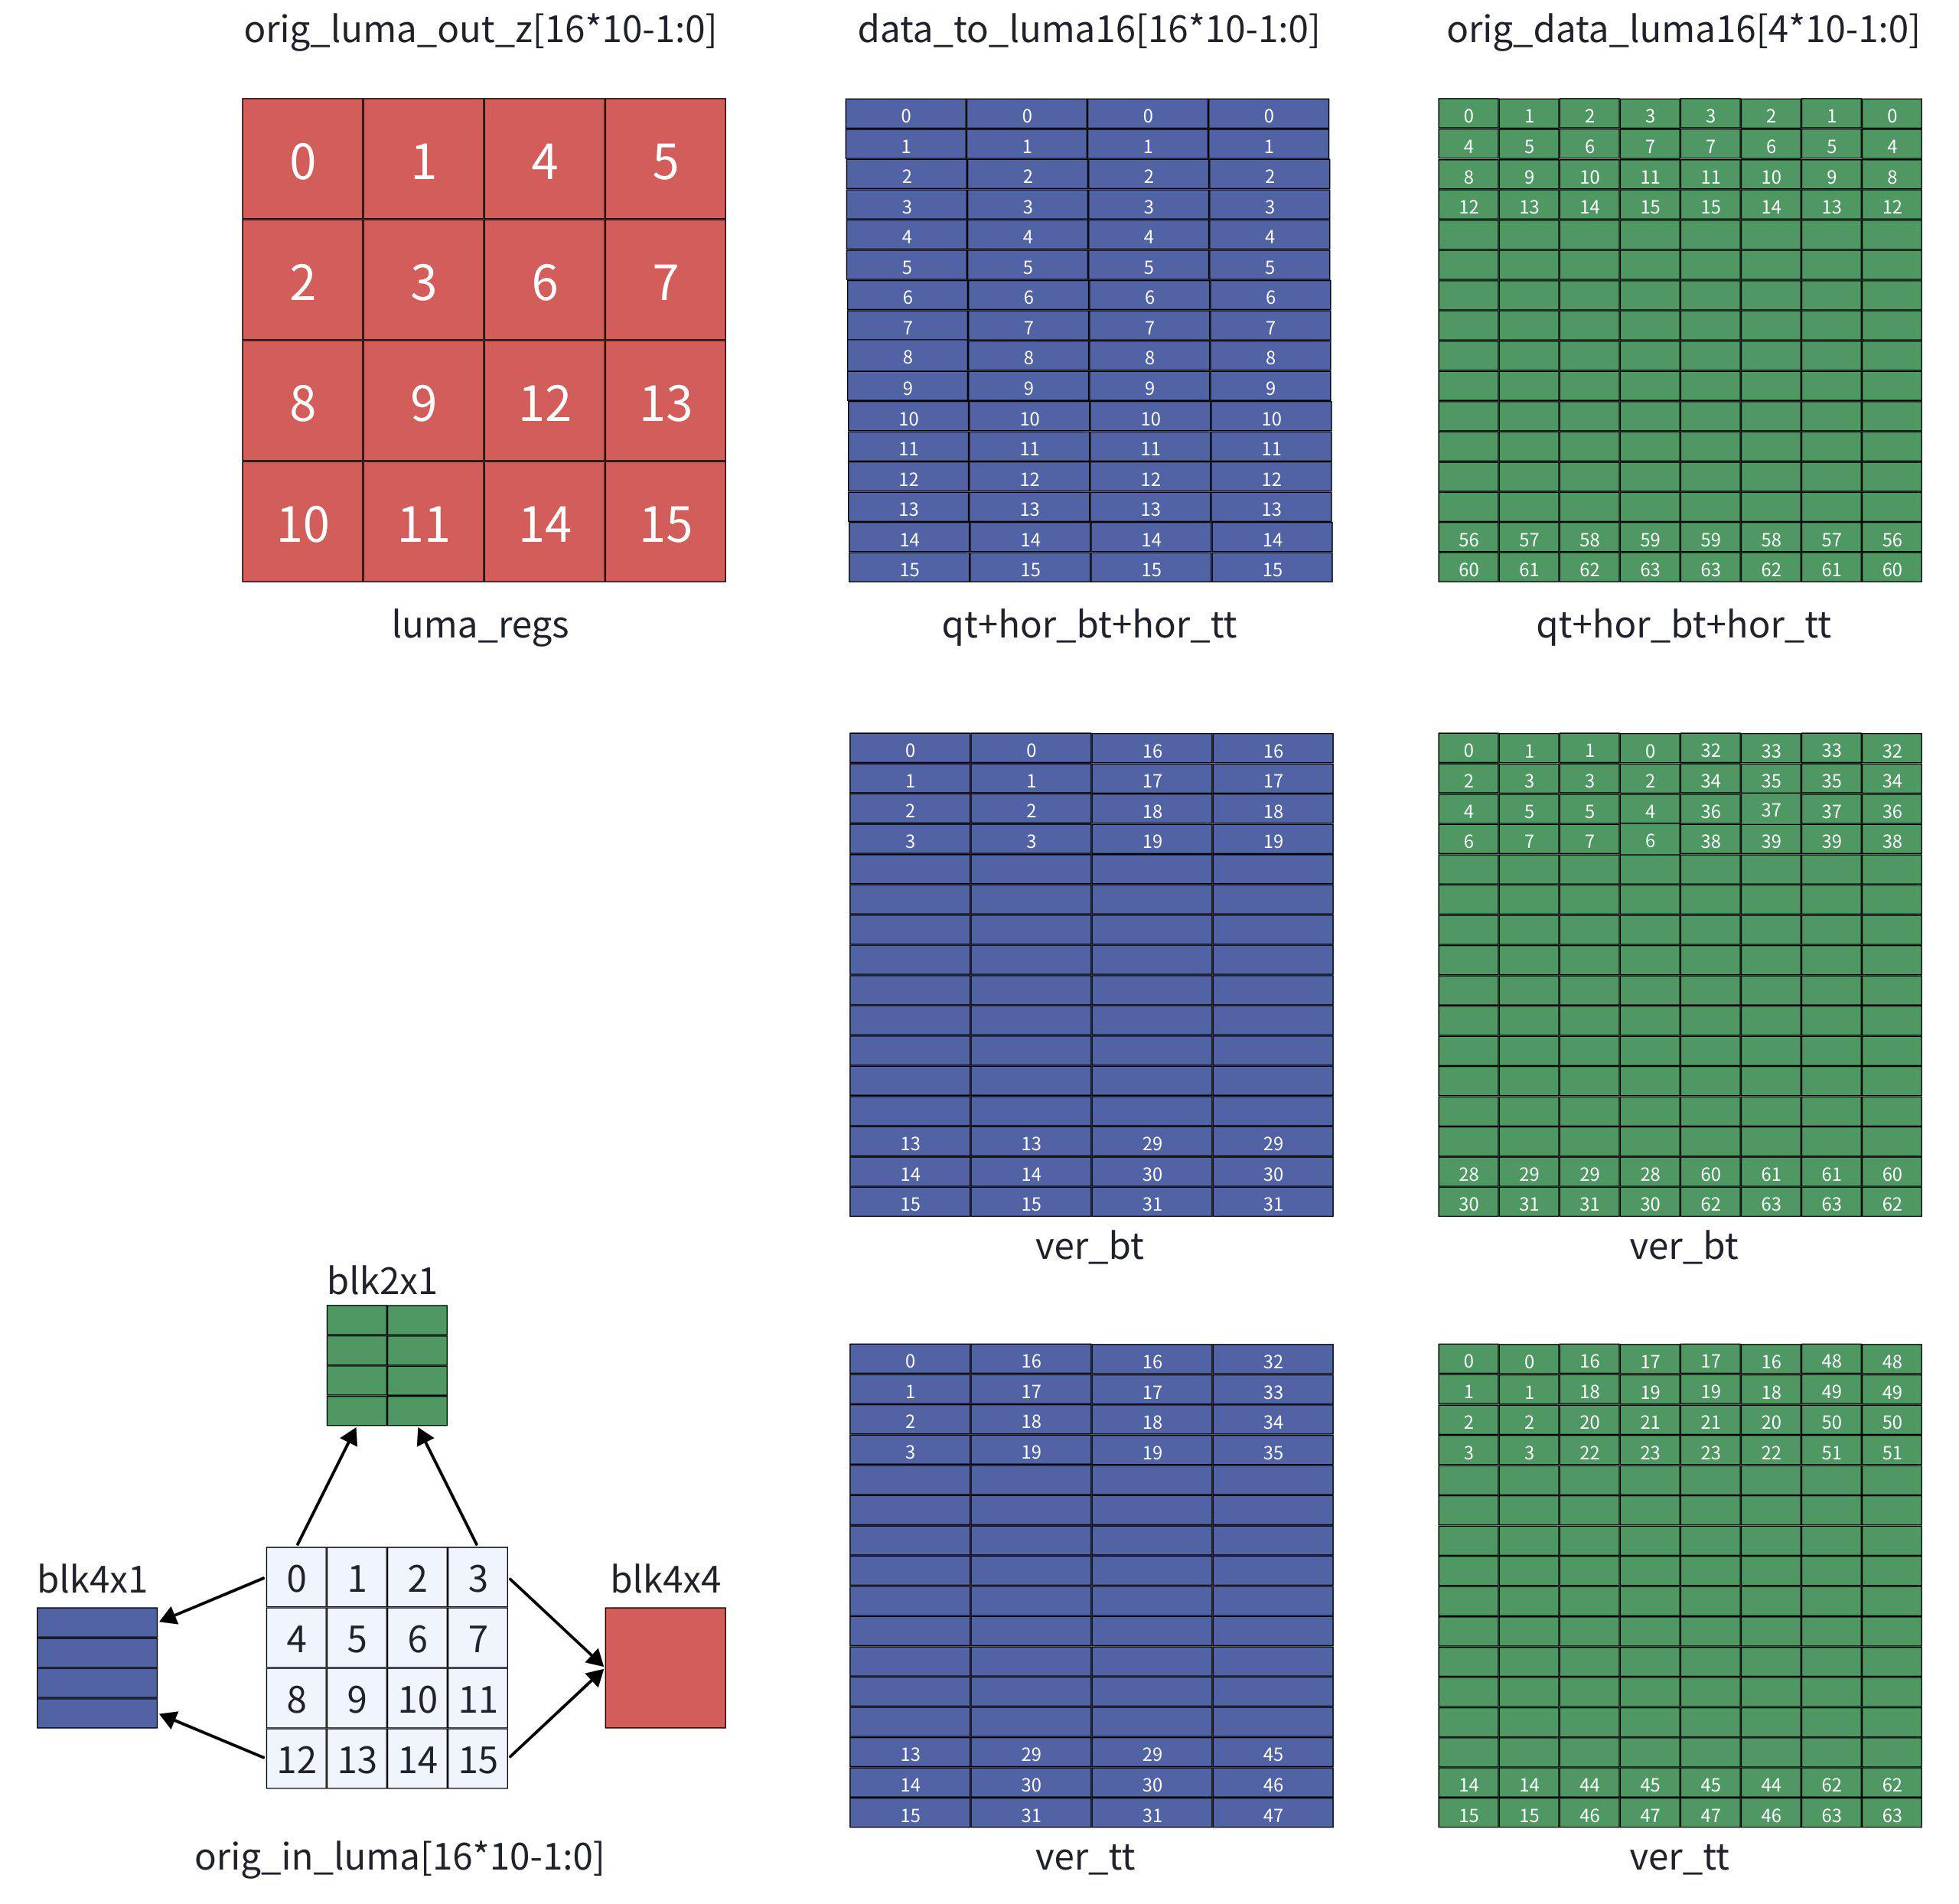 orig_luma_out_z[16*10-1:0]
0 1 4 5
2 3 6 7
8 9 12 13
10 11 14 15
luma_regs
data_to_luma16[16*10-1:0]
0 0 0 0
1 1 1 1
2 2 2 2
3 3 3 3
4 4 4 4
5 5 5 5
6 6 6 6
7 7 7 7
8 8 8 8
9 9 9 9
10 10 10 10
11 11 11 11
12 12 12 12
13 13 13 13
14 14 14 14
15 15 15 15
qt+hor_bt+hor_tt
orig_data_luma16[4*10-1:0]
0 1 2 3 3 2 1 0
4 5 6 7 7 6 5 4
8 9 10 11 11 10 9 8
12 13 14 15 15 14 13 12
56 57 58 59 59 58 57 56
60 61 62 63 63 62 61 60
qt+hor_bt+hor_tt
0 0 16 16
1 1 17 17
2 2 18 18
3 3 19 19
13 13 29 29
14 14 30 30
15 15 31 31
ver_bt
0 1 1 0 32 33 33 32
2 3 3 2 34 35 35 34
4 5 5 4 36 37 37 36
6 7 7 6 38 39 39 38
28 29 29 28 60 61 61 60
30 31 31 30 62 63 63 62
ver_bt
blk2x1
blk4x1
0 1 2 3
4 5 6 7
8 9 10 11
12 13 14 15
blk4x4
orig_in_luma[16*10-1:0]
0 16 16 32
1 17 17 33
2 18 18 34
3 19 19 35
13 29 29 45
14 30 30 46
15 31 31 47
ver_tt
0 0 16 17 17 16 48 48
1 1 18 19 19 18 49 49
2 2 20 21 21 20 50 50
3 3 22 23 23 22 51 51
14 14 44 45 45 44 62 62
15 15 46 47 47 46 63 63
ver_tt